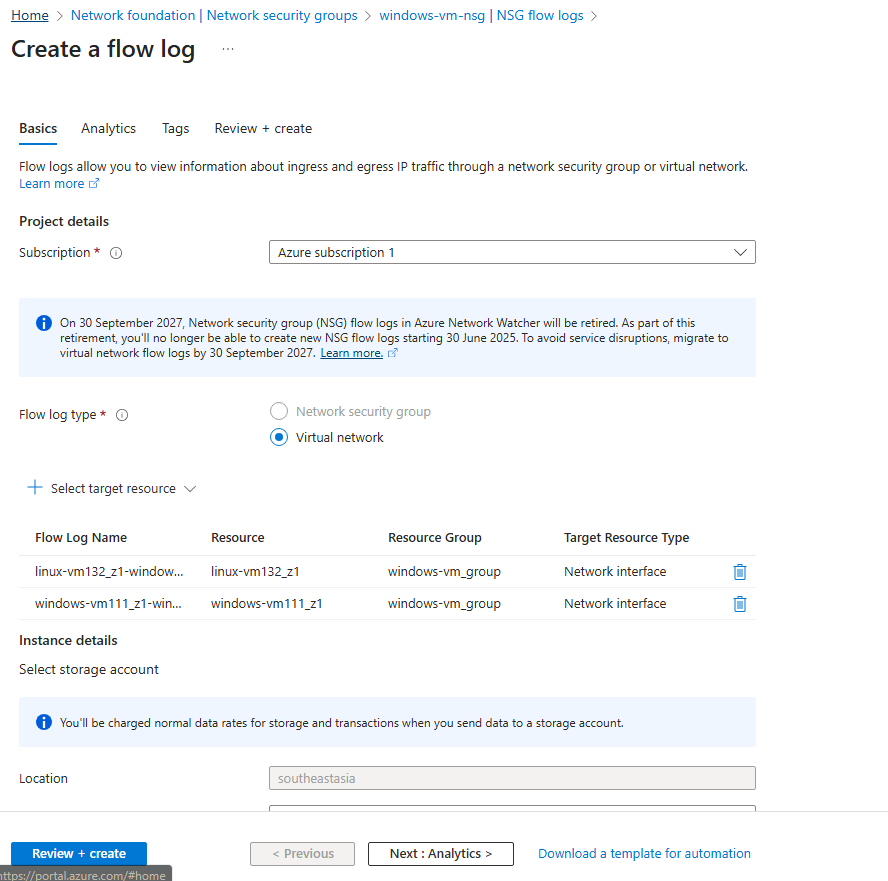 Home > Network foundation | Network security groups > windows-vm-nsg | NSG flow logs >
Create a flow log ...
Basics Analytics Tags Review + create
Flow logs allow you to view information about ingress and egress IP traffic through a network security group or virtual network.
Learn more
Project details
Subscription * Azure subscription 1
On 30 September 2027, Network security group (NSG) flow logs in Azure Network Watcher will be retired. As part of this
retirement, you'll no longer be able to create new NSG flow logs starting 30 June 2025. To avoid service disruptions, migrate to
virtual network flow logs by 30 September 2027. Learn more.
Flow log type * Network security group
Virtual network
+ Select target resource
Flow Log Name Resource Resource Group Target Resource Type
linux-vm132_z1-window... linux-vm132_z1 windows-vm_group Network interface
windows-vm111_z1-win... windows-vm111_z1 windows-vm_group Network interface
Instance details
Select storage account
You'll be charged normal data rates for storage and transactions when you send data to a storage account.
Location southeastasia
Review + create < Previous Next : Analytics > Download a template for automation
https://portal.azure.com/#home